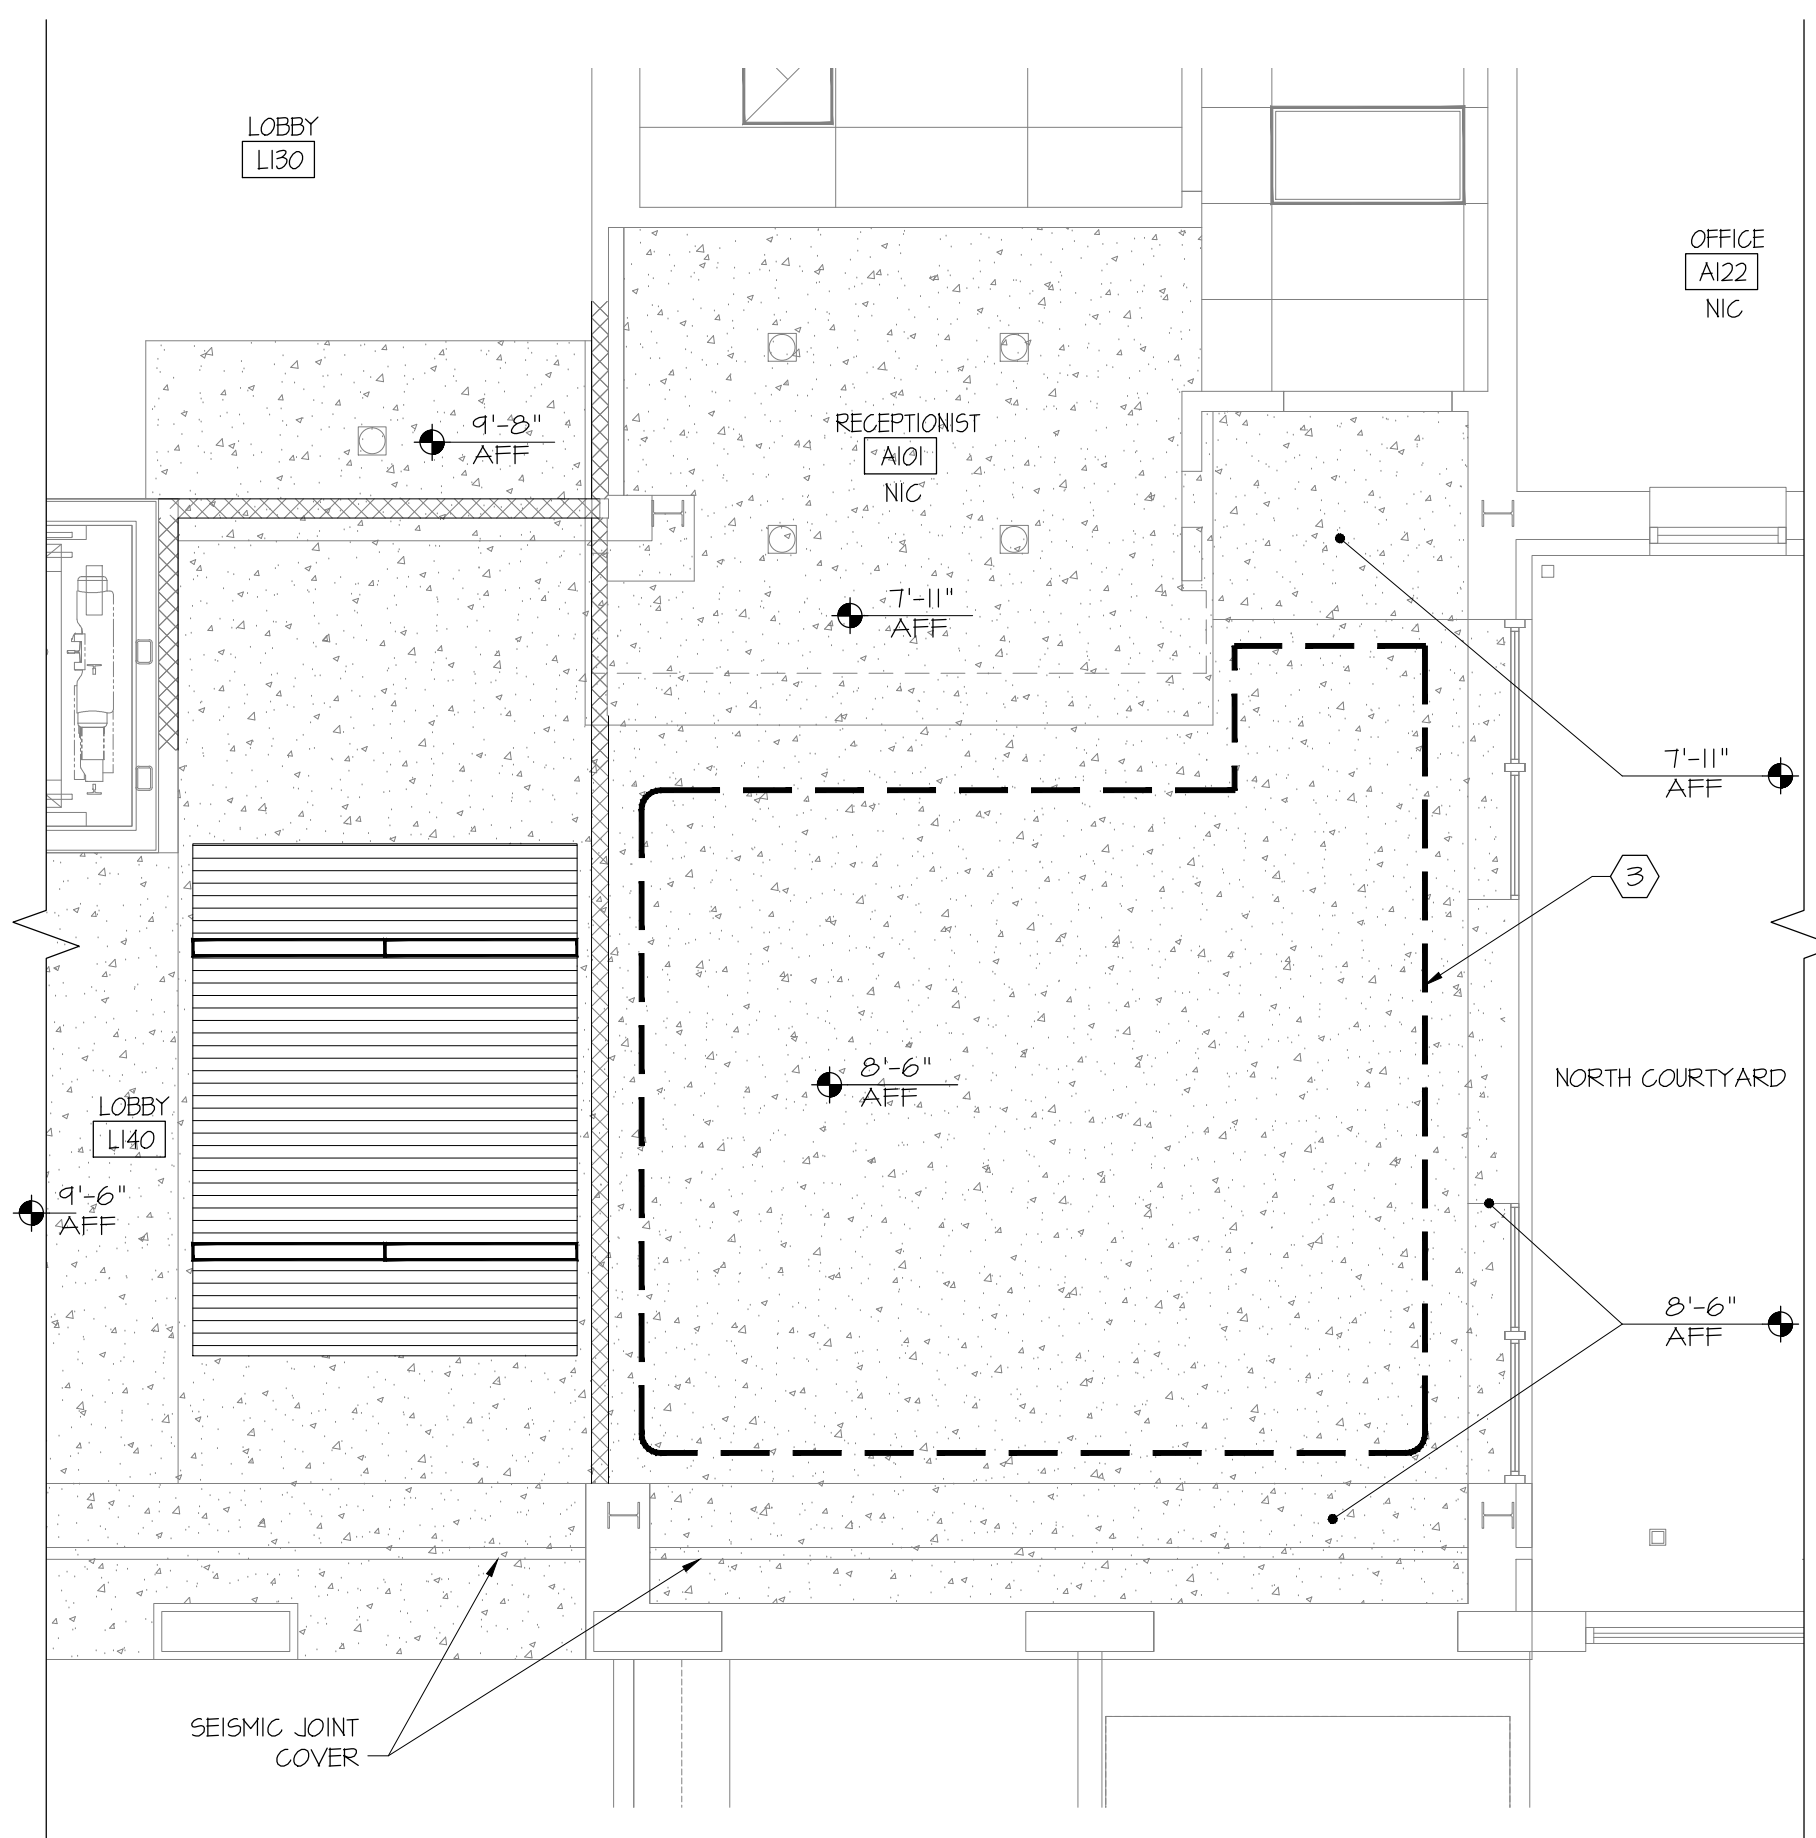 LOBBY
L130
OFFICE
A122
NIC
9'-8"
AFF
RECEPTIONIST
A101
NIC
7'-11"
AFF
7'-11"
AFF
3
8'-6"
AFF
NORTH COURTYARD
LOBBY
L140
9'-6"
AFF
8'-6"
AFF
SEISMIC JOINT
COVER